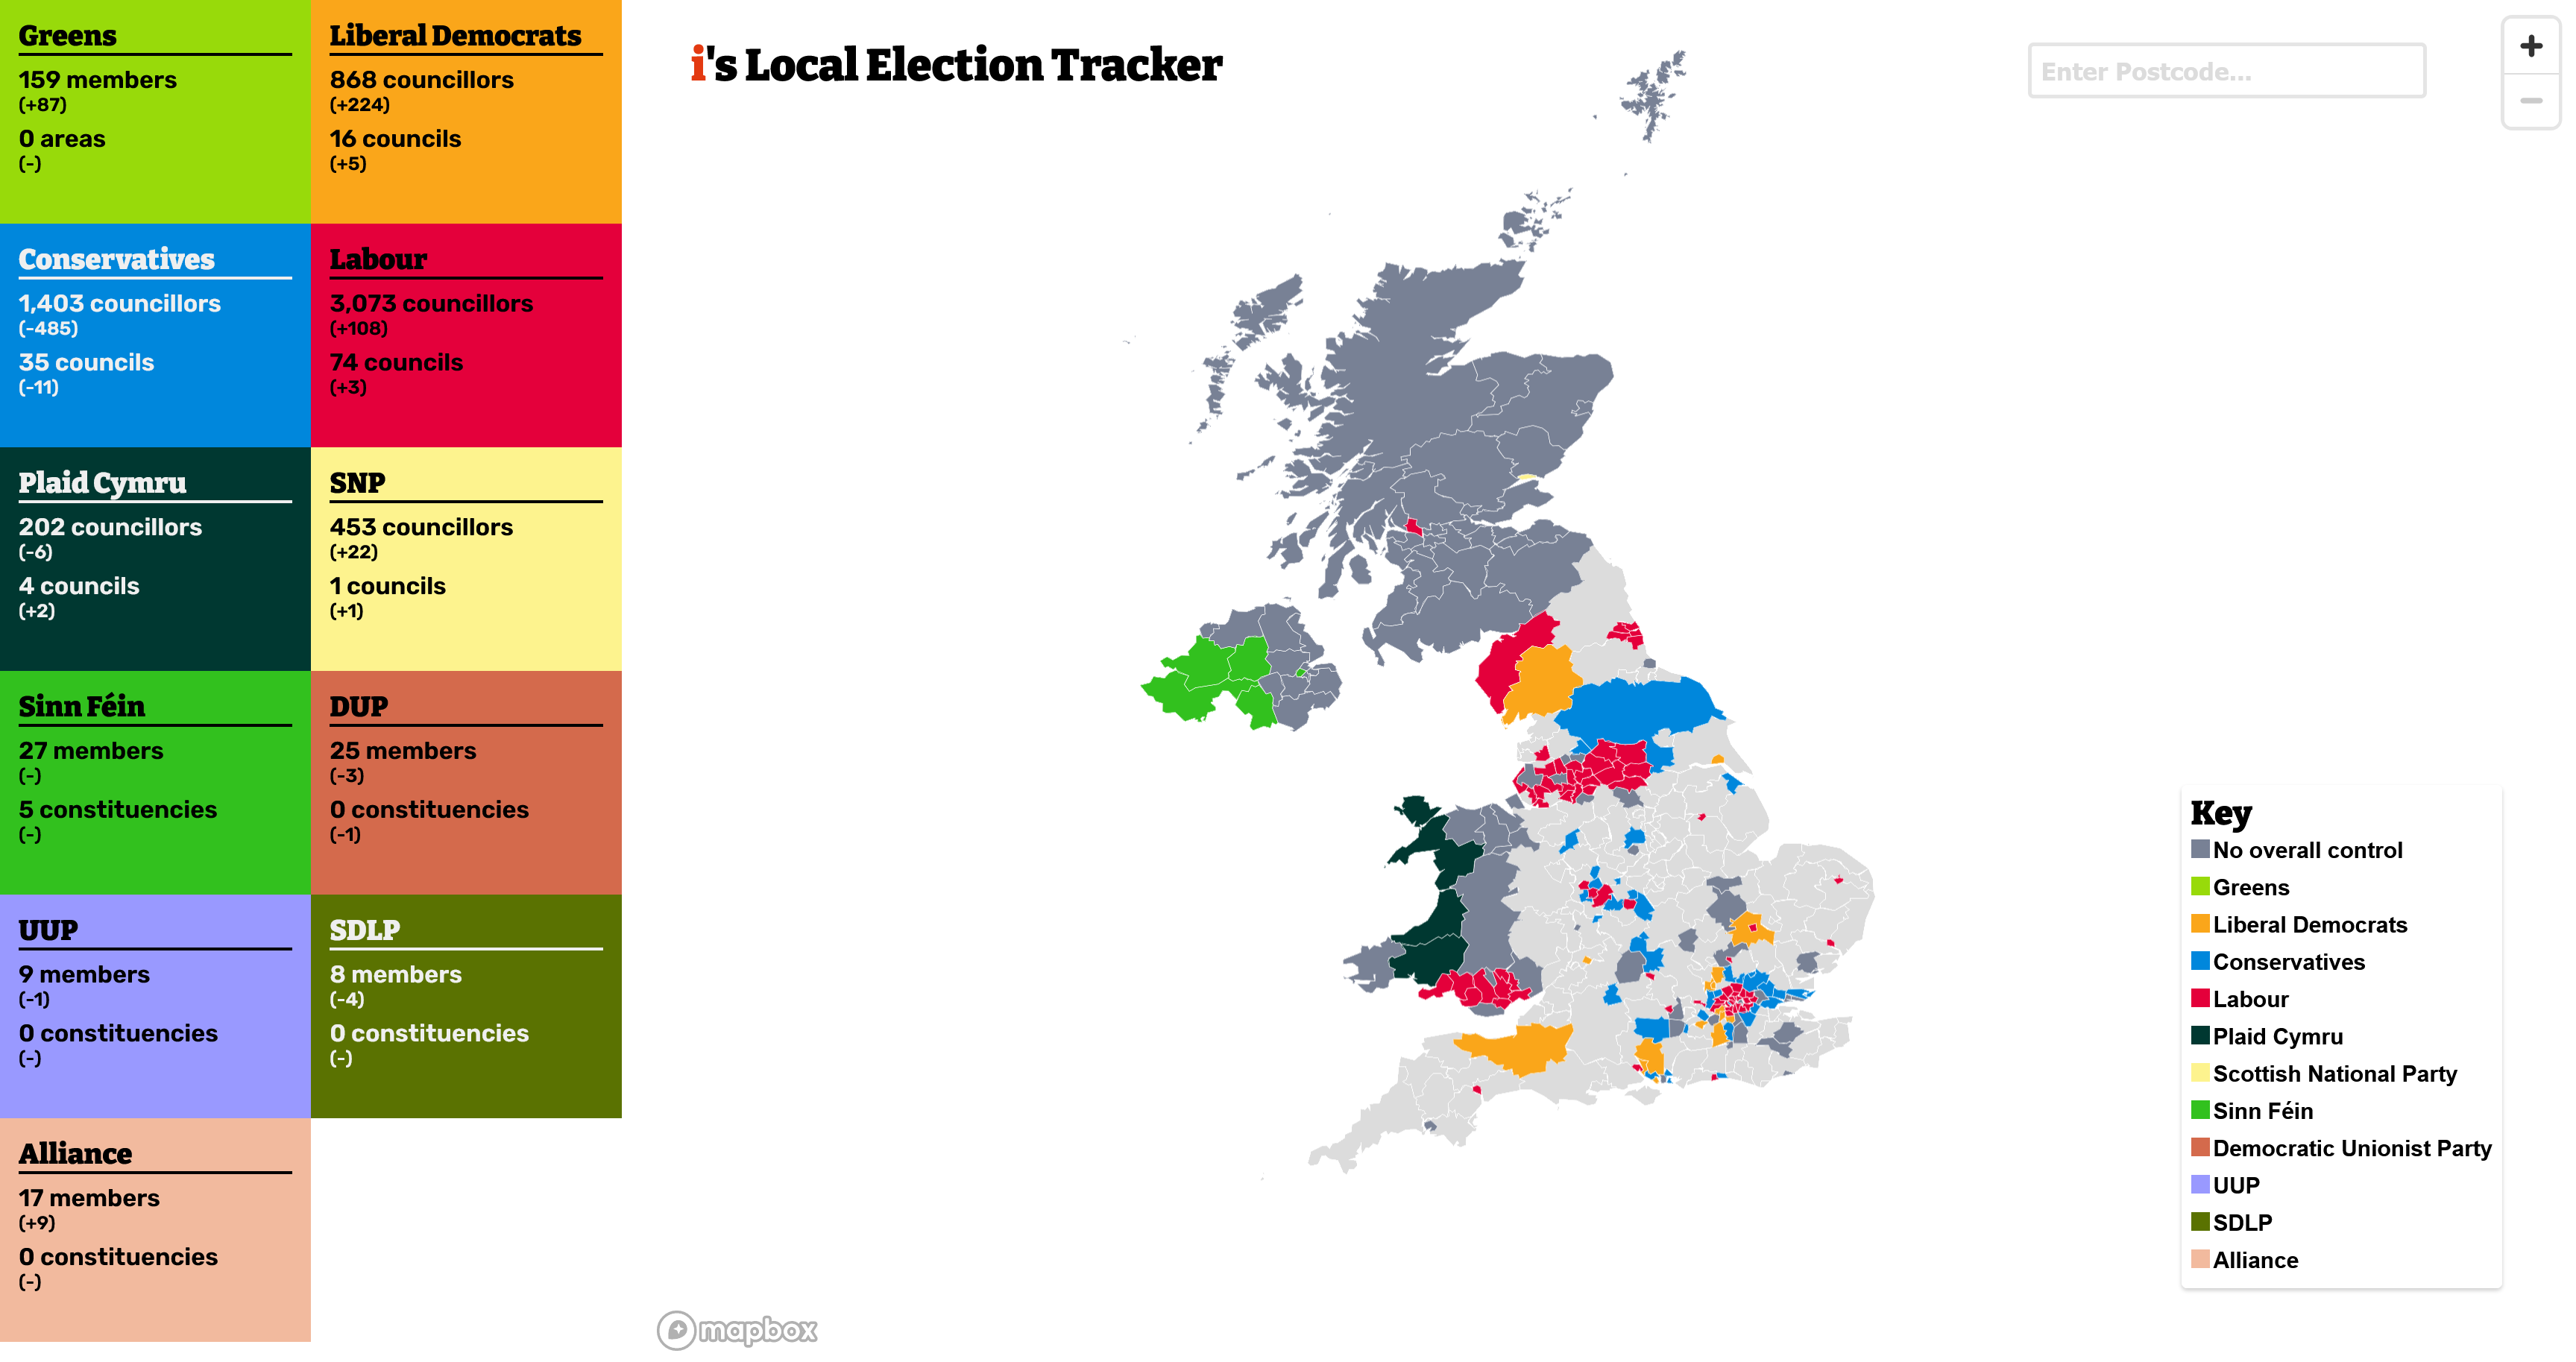 Greens
159 members
(+87)
0 areas
(-)
Liberal Democrats
868 councillors
(+224)
16 councils
(+5)
Conservatives
1,403 councillors
(-485)
35 councils
(-11)
Labour
3,073 councillors
(+108)
74 councils
(+3)
Plaid Cymru
202 councillors
(-6)
4 councils
(+2)
SNP
453 councillors
(+22)
1 councils
(+1)
Sinn Féin
27 members
(-)
5 constituencies
(-)
DUP
25 members
(-3)
0 constituencies
(-1)
UUP
9 members
(-1)
0 constituencies
(-)
SDLP
8 members
(-4)
0 constituencies
(-)
Alliance
17 members
(+9)
0 constituencies
(-)
i's Local Election Tracker
Enter Postcode...
+
−
Key
No overall control
Greens
Liberal Democrats
Conservatives
Labour
Plaid Cymru
Scottish National Party
Sinn Féin
Democratic Unionist Party
UUP
SDLP
Alliance
mapbox